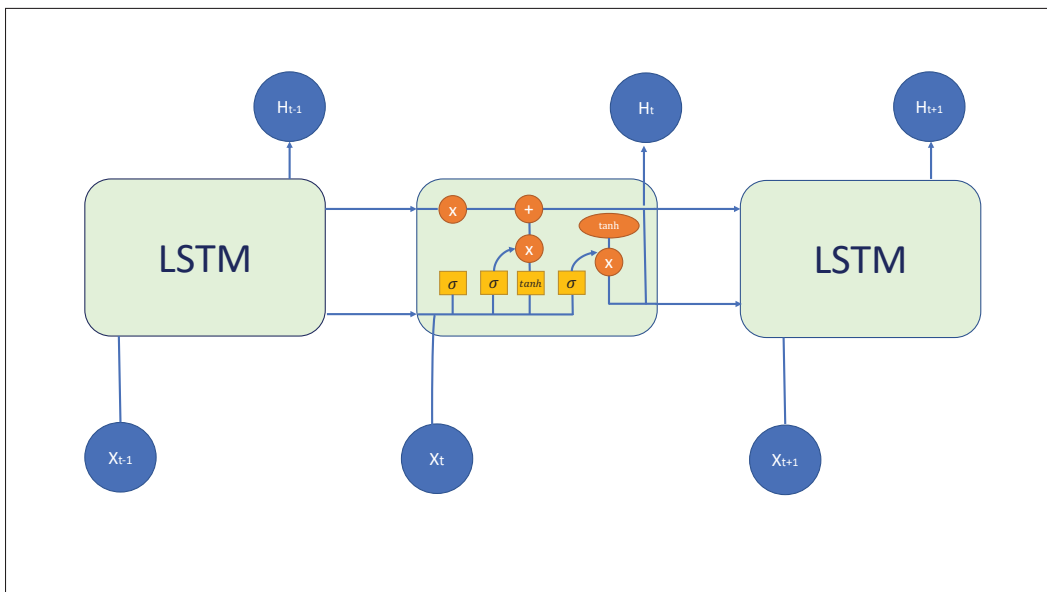 Ht-1
Ht
Ht+1
LSTM
x
+
tanh
x
x
σ
σ
tanh
σ
LSTM
Xt-1
Xt
Xt+1